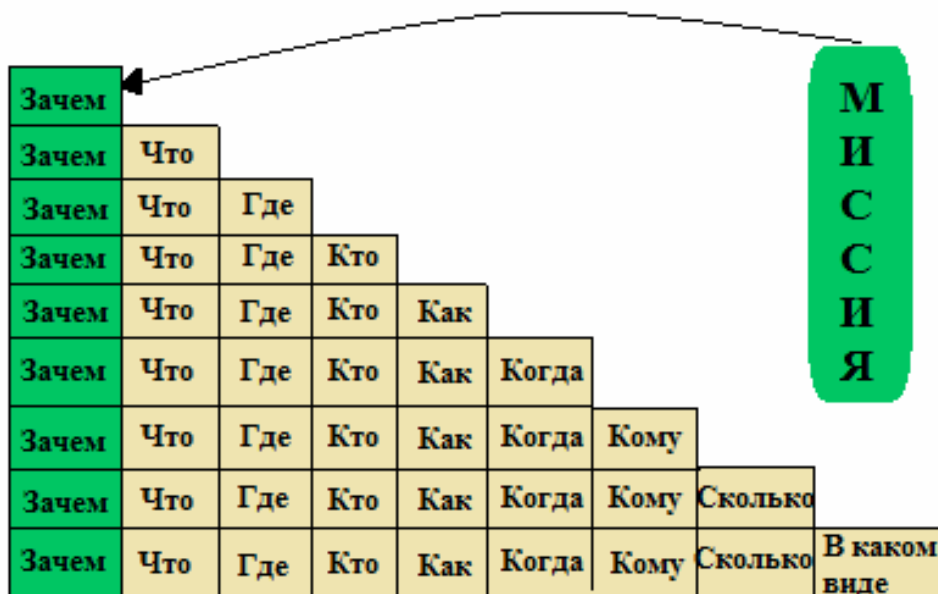 Зачем
Зачем Что
Зачем Что Где
Зачем Что Где Кто
Зачем Что Где Кто Как
Зачем Что Где Кто Как Когда
Зачем Что Где Кто Как Когда Кому
Зачем Что Где Кто Как Когда Кому Сколько
Зачем Что Где Кто Как Когда Кому Сколько В каком
виде
М
И
С
С
И
Я